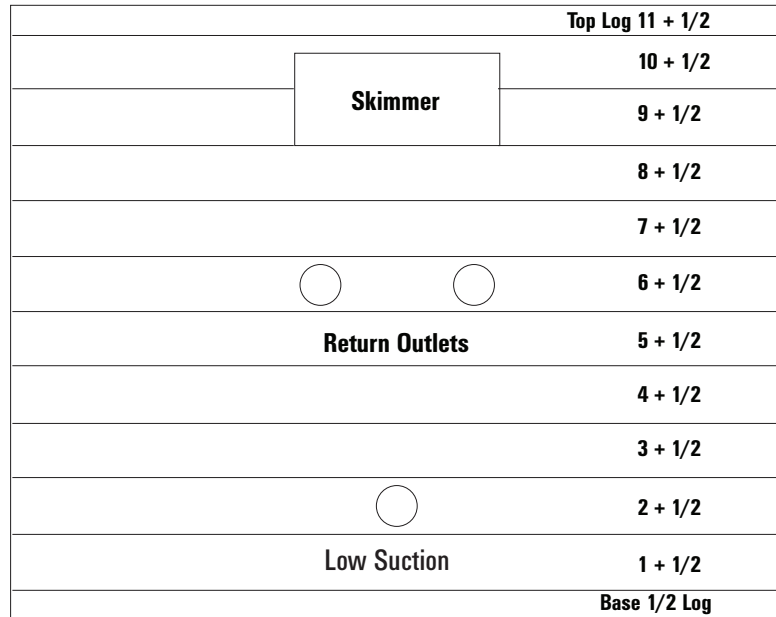 Top Log 11 + 1/2
10 + 1/2
Skimmer
9 + 1/2
8 + 1/2
7 + 1/2
6 + 1/2
Return Outlets
5 + 1/2
4 + 1/2
3 + 1/2
2 + 1/2
Low Suction
1 + 1/2
Base 1/2 Log